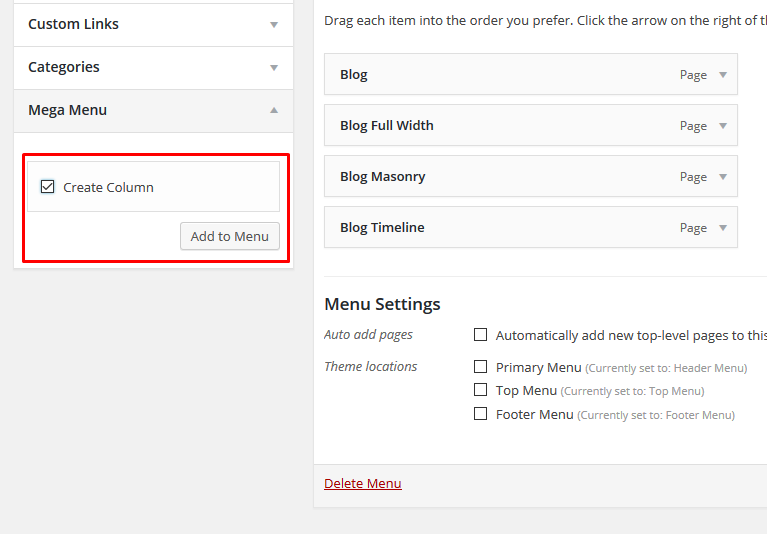 Custom Links
Categories
Mega Menu
Create Column
Add to Menu
Drag each item into the order you prefer. Click the arrow on the right of
Blog Page
Blog Full Width Page
Blog Masonry Page
Blog Timeline Page
Menu Settings
Auto add pages
Automatically add new top-level pages to this
Theme locations
Primary Menu (Currently set to: Header Menu)
Top Menu (Currently set to: Top Menu)
Footer Menu (Currently set to: Footer Menu)
Delete Menu